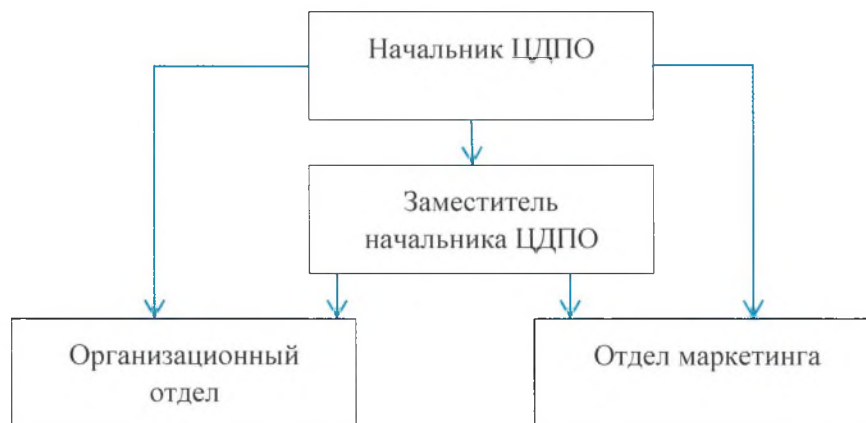 Начальник ЦДПО
Заместитель
начальника ЦДПО
Организационный
отдел
Отдел маркетинга